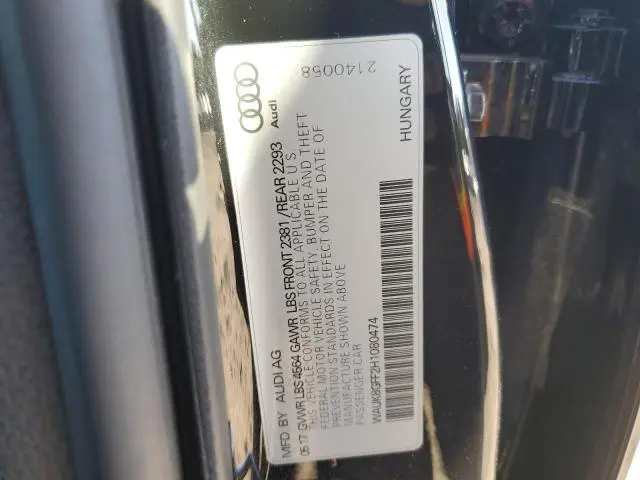 MFD BY AUDI AG
05.17 GVWR LBS 4564 GAWR LBS FRONT 2381 / REAR 2293
THIS VEHICLE CONFORMS TO ALL APPLICABLE U S
FEDERAL MOTOR VEHICLE SAFETY, BUMPER AND THEFT
PREVENTION STANDARDS IN EFFECT ON THE DATE OF
MANUFACTURE SHOWN ABOVE
PASSENGER CAR
WAUK8GFF2H1080474
Audi
2140058
HUNGARY